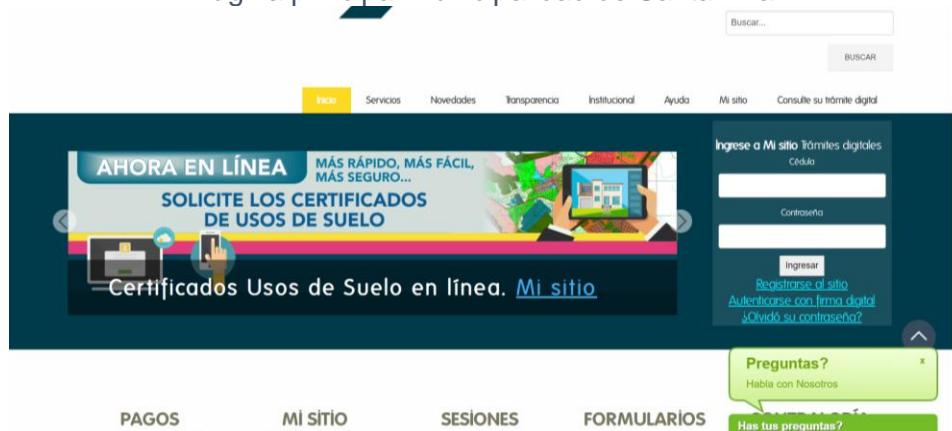 Buscar...
BUSCAR
Inicio Servicios Novedades Transparencia Institucional Ayuda Mi sitio Consulte su trámite digital
AHORA EN LÍNEA
MÁS RÁPIDO, MÁS FÁCIL,
MÁS SEGURO...
SOLICITE LOS CERTIFICADOS
DE USOS DE SUELO
Certificados Usos de Suelo en línea. Mi sitio
Ingrese a Mi sitio Trámites digitales
Cédula
Contraseña
Ingresar
Registrarse al sitio
Autenticarse con firma digital
¿Olvidó su contraseña?
Preguntas? x
Habla con Nosotros
Has tus preguntas?
PAGOS MI SITIO SESIONES FORMULARIOS